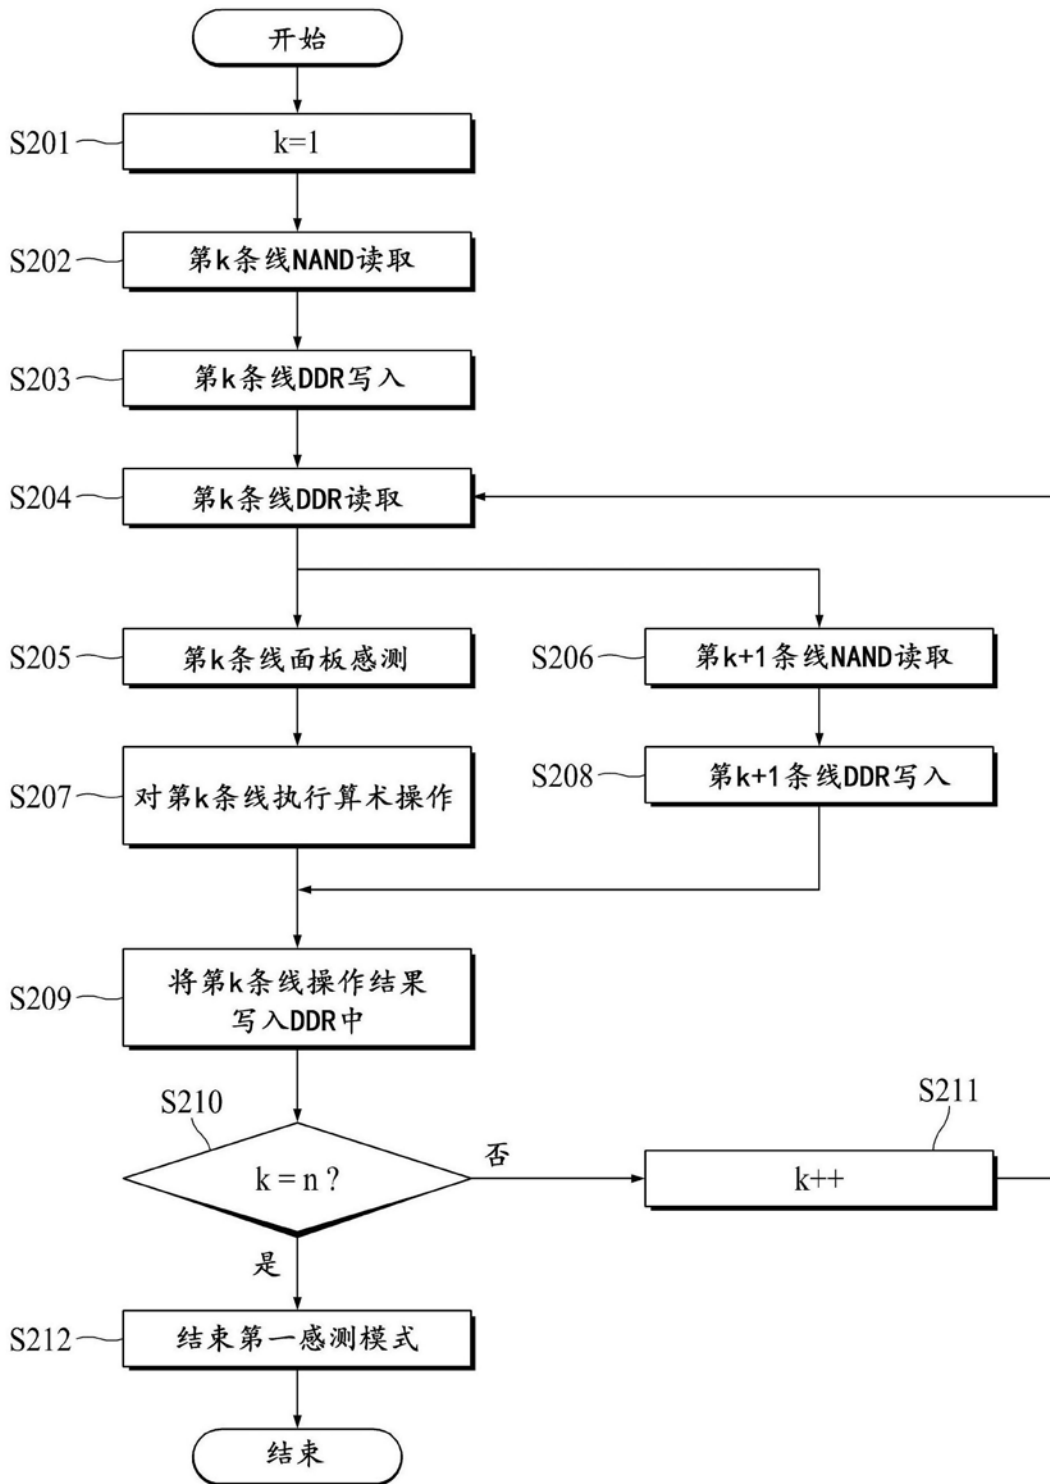 开始
S201
k=1
S202
第k条线NAND读取
S203
第k条线DDR写入
S204
第k条线DDR读取
S205
第k条线面板感测
S206
第k+1条线NAND读取
S207
对第k条线执行算术操作
S208
第k+1条线DDR写入
S209
将第k条线操作结果
写入DDR中
S210
k = n ?
否
S211
k++
是
S212
结束第一感测模式
结束